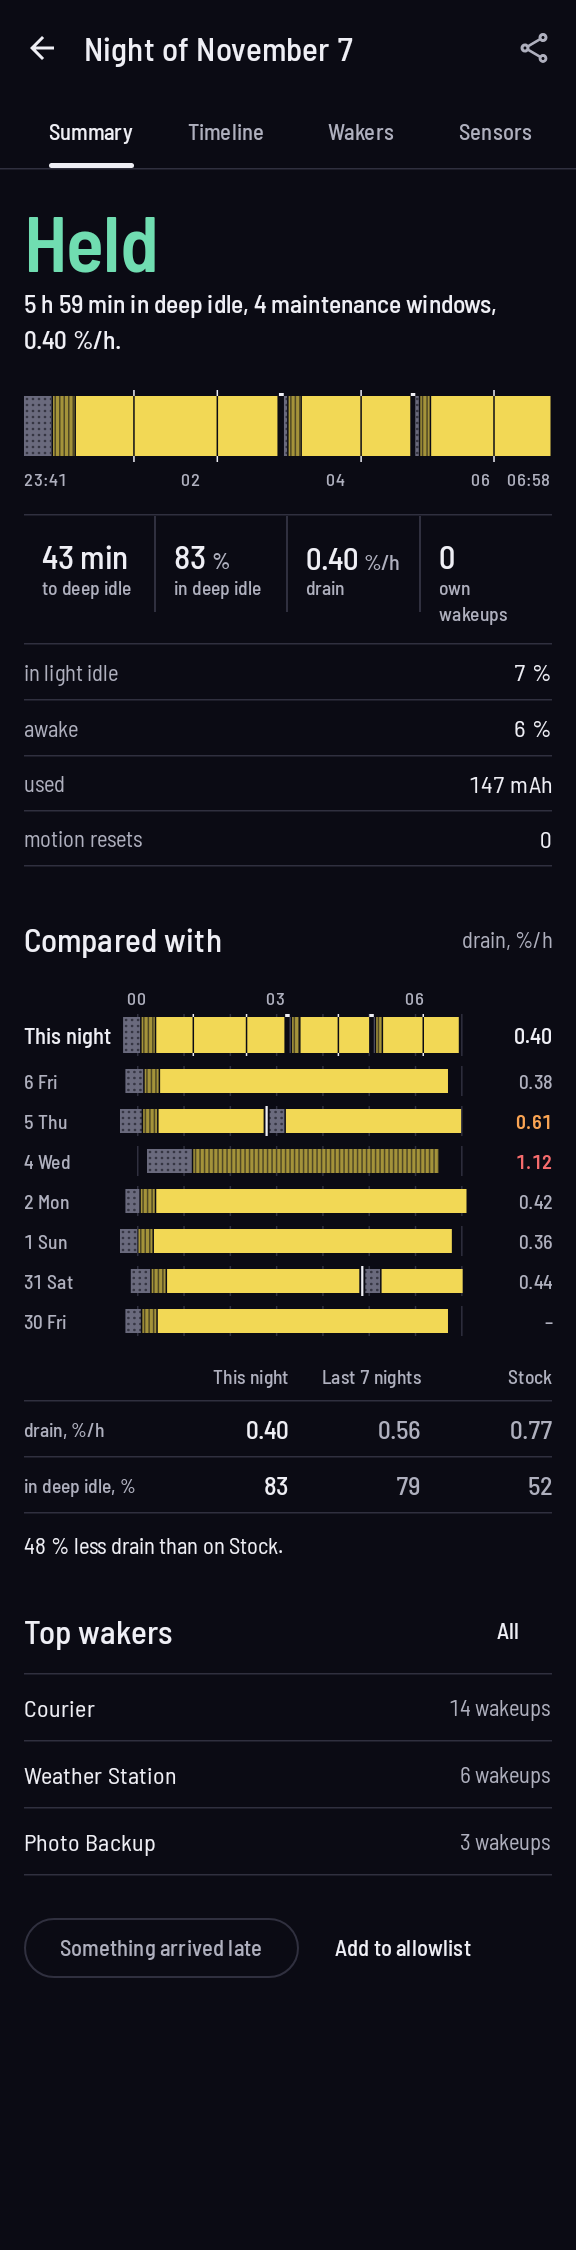 Night of November 7
Summary Timeline Wakers Sensors
Held
5 h 59 min in deep idle, 4 maintenance windows,
0.40 %/h.
23:41 02 04 06 06:58
43 min 83 % 0.40 %/h 0
to deep idle in deep idle drain own
wakeups
in light idle 7 %
awake 6 %
used 147 mAh
motion resets 0
Compared with drain, %/h
00 03 06
This night 0.40
6 Fri 0.38
5 Thu 0.61
4 Wed 1.12
2 Mon 0.42
1 Sun 0.36
31 Sat 0.44
30 Fri –
This night Last 7 nights Stock
drain, %/h 0.40 0.56 0.77
in deep idle, % 83 79 52
48 % less drain than on Stock.
Top wakers All
Courier 14 wakeups
Weather Station 6 wakeups
Photo Backup 3 wakeups
Something arrived late Add to allowlist